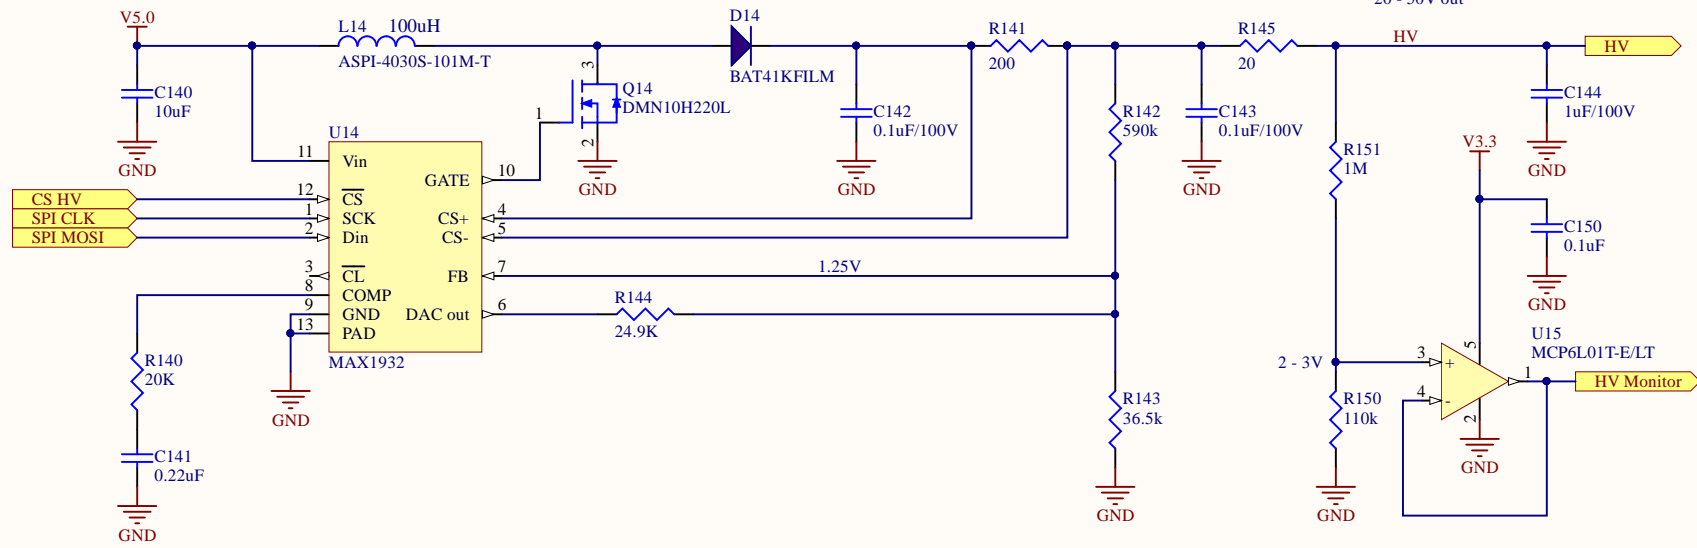 V5.0
L14 100uH
ASPI-4030S-101M-T
D14
BAT41KFILM
R141
200
R145
20
HV
HV
C140
10uF
GND
3
Q14
DMN10H220L
1
2
GND
C142
0.1uF/100V
GND
R142
590k
C143
0.1uF/100V
GND
C144
1uF/100V
GND
R151
1M
V3.3
C150
0.1uF
GND
U14
11 Vin
GATE 10
CS HV
12 CS
SPI CLK
1 SCK
CS+ 4
SPI MOSI
2 Din
CS- 5
3 CL
FB 7
1.25V
8 COMP
9 GND
DAC out 6
13 PAD
MAX1932
R144
24.9K
GND
R140
20K
C141
0.22uF
GND
R143
36.5k
GND
2 - 3V
R150
110k
GND
U15
MCP6L01T-E/LT
5
3 +
1
4 -
2
GND
HV Monitor